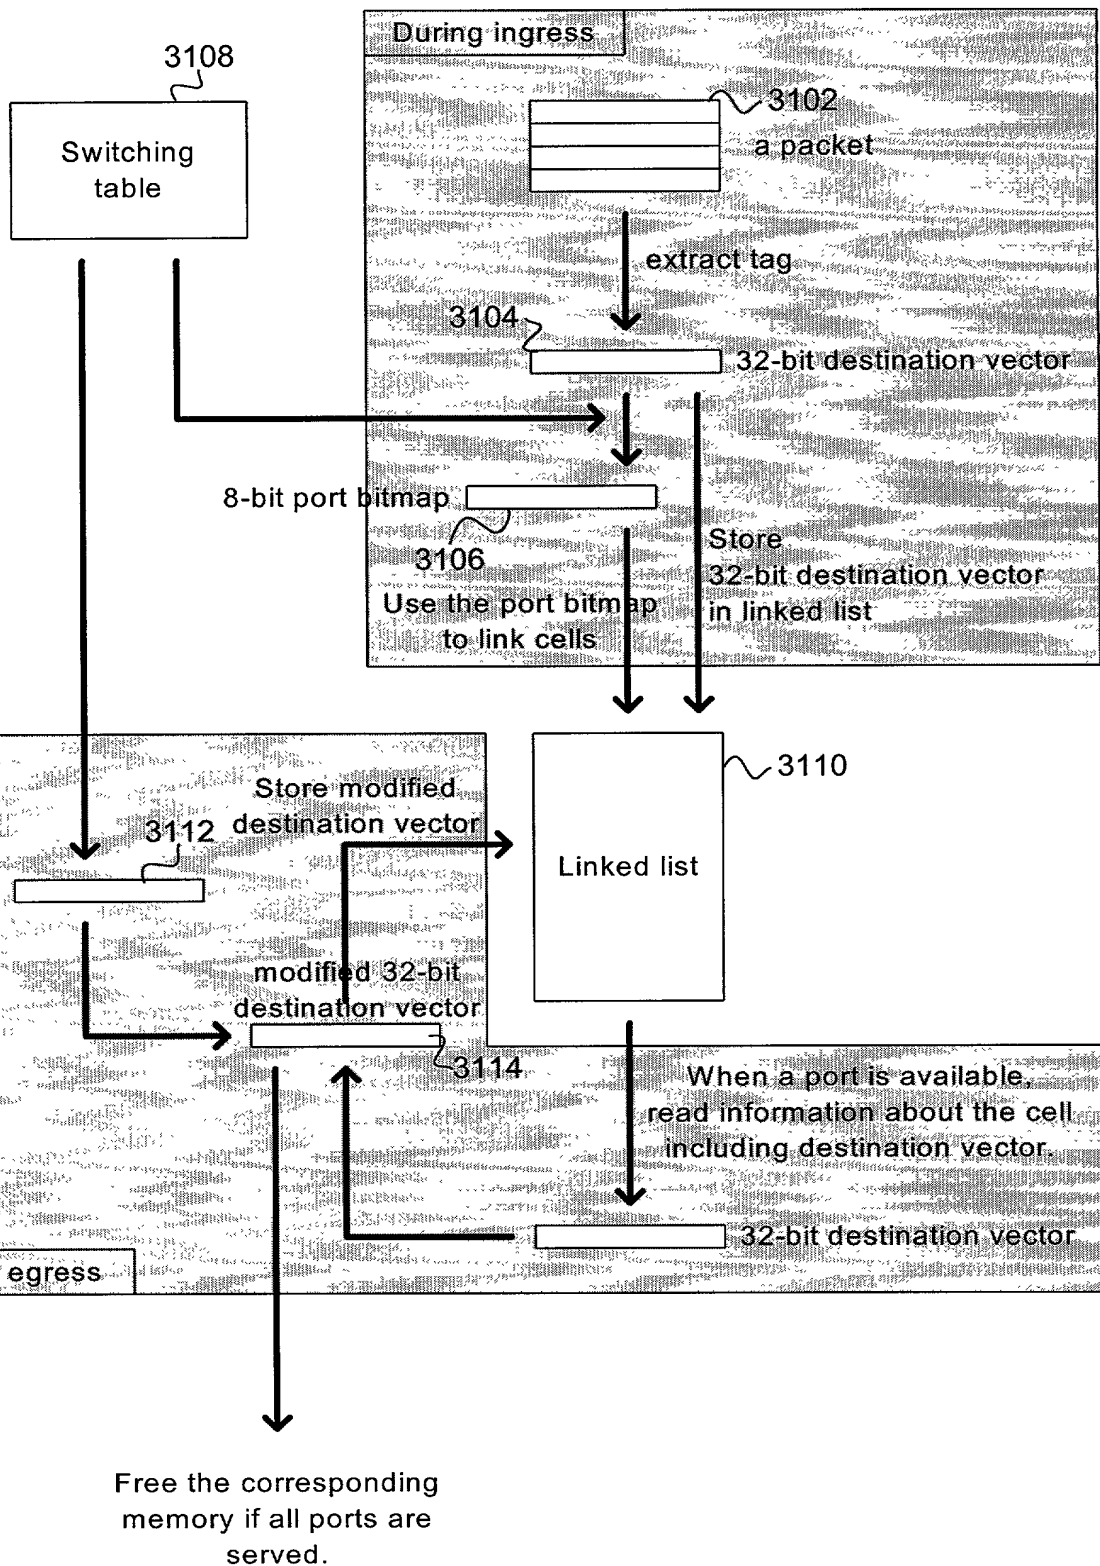 During ingress
3108
3102
a packet
Switching
table
extract tag
3104
32-bit destination vector
8-bit port bitmap
3106
Store
32-bit destination vector
in linked list
Use the port bitmap
to link cells
3110
Store modified
destination vector
3112
Linked list
modified 32-bit
destination vector
3114
When a port is available,
read information about the cell
including destination vector.
32-bit destination vector
egress
Free the corresponding
memory if all ports are
served.